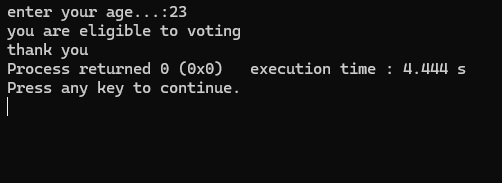 enter your age...:23
you are eligible to voting
thank you
Process returned 0 (0x0)   execution time : 4.444 s
Press any key to continue.